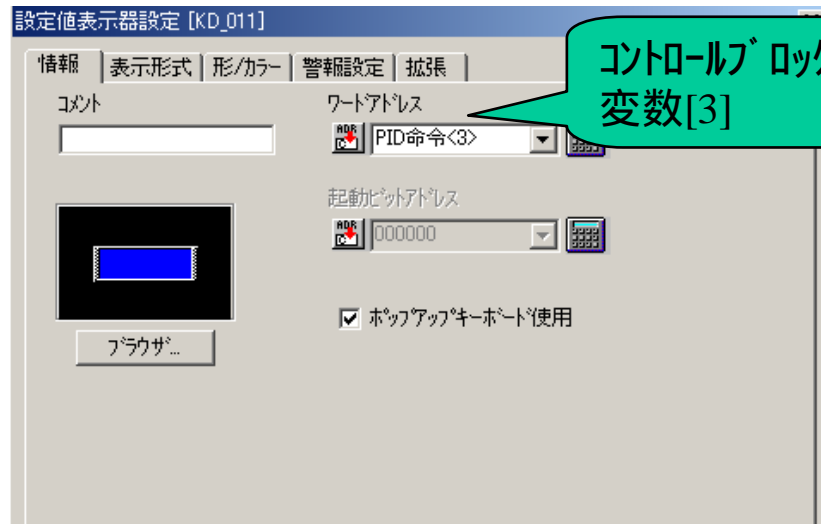 設定値表示器設定 [KD_011]
情報 表示形式 形/カラー 警報設定 拡張
コメント
ワードアドレス
PID命令<3>
起動ビットアドレス
000000
ポップアップキーボード使用
ブラウザ...
コントロールブロック
変数[3]